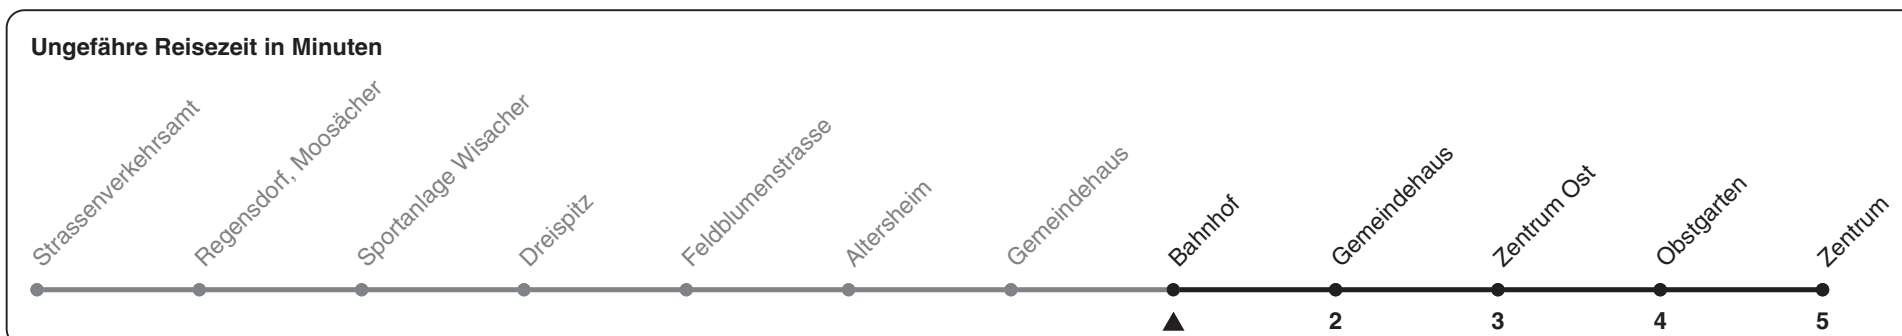 Ungefähre Reisezeit in Minuten
Strassenverkehrsamt
Regensdorf, Moosächer
Sportanlage Wisacher
Dreispitz
Feldblumenstrasse
Altersheim
Gemeindehaus
Bahnhof
Gemeindehaus
Zentrum Ost
Obstgarten
Zentrum
2 3 4 5